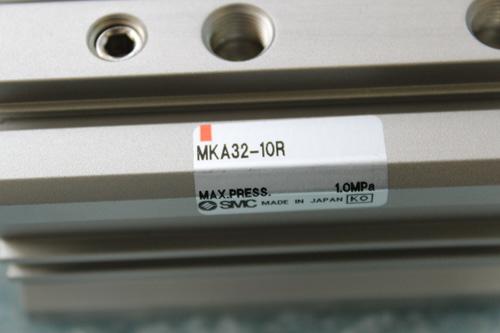 MKA32-10R
MAX.PRESS. 1.0MPa
SMC MADE IN JAPAN KO